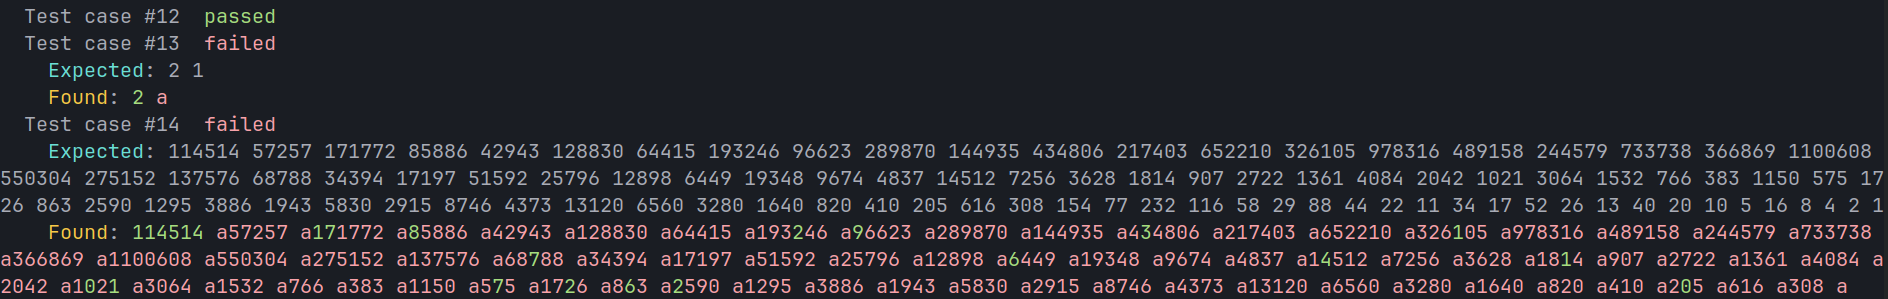 Test case #12 passed
Test case #13 failed
Expected: 2 1
Found: 2 a
Test case #14 failed
Expected: 114514 57257 171772 85886 42943 128830 64415 193246 96623 289870 144935 434806 217403 652210 326105 978316 489158 244579 733738 366869 1100608
550304 275152 137576 68788 34394 17197 51592 25796 12898 6449 19348 9674 4837 14512 7256 3628 1814 907 2722 1361 4084 2042 1021 3064 1532 766 383 1150 575 17
26 863 2590 1295 3886 1943 5830 2915 8746 4373 13120 6560 3280 1640 820 410 205 616 308 154 77 232 116 58 29 88 44 22 11 34 17 52 26 13 40 20 10 5 16 8 4 2 1
Found: 114514 a57257 a171772 a85886 a42943 a128830 a64415 a193246 a96623 a289870 a144935 a434806 a217403 a652210 a326105 a978316 a489158 a244579 a733738
a366869 a1100608 a550304 a275152 a137576 a68788 a34394 a17197 a51592 a25796 a12898 a6449 a19348 a9674 a4837 a14512 a7256 a3628 a1814 a907 a2722 a1361 a4084 a
2042 a1021 a3064 a1532 a766 a383 a1150 a575 a1726 a863 a2590 a1295 a3886 a1943 a5830 a2915 a8746 a4373 a13120 a6560 a3280 a1640 a820 a410 a205 a616 a308 a